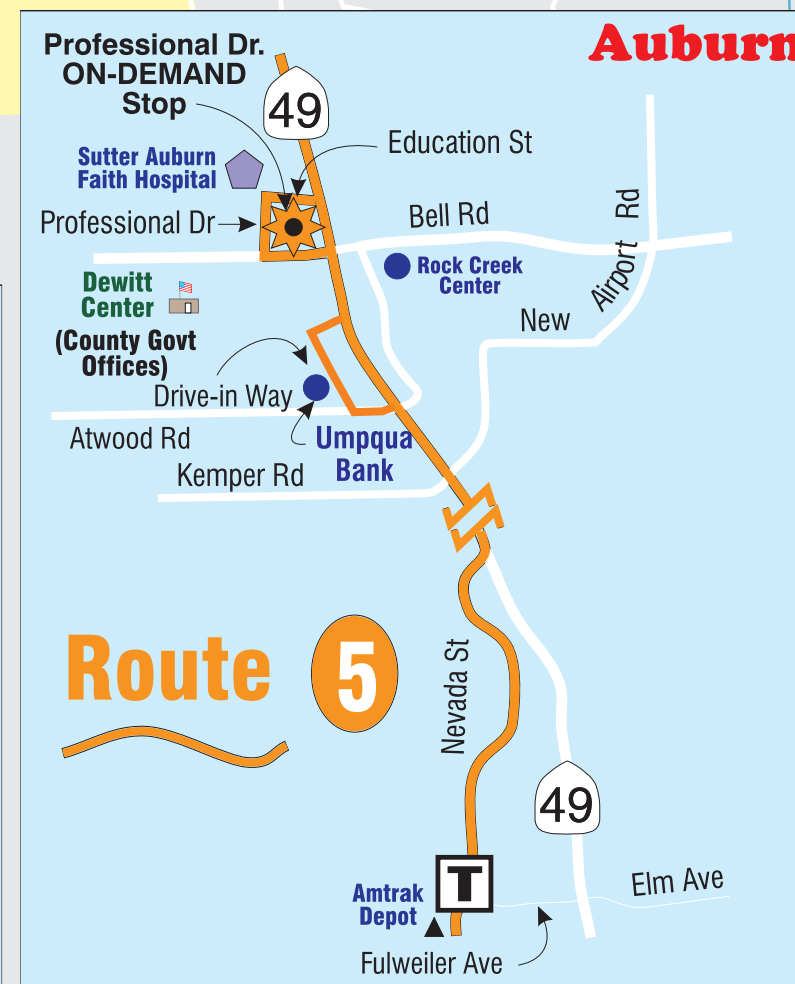 Auburn
Professional Dr.
ON-DEMAND
Stop
49
Education St
Sutter Auburn
Faith Hospital
Professional Dr
Bell Rd
Airport Rd
Rock Creek
Center
Dewitt
Center
(County Govt
Offices)
New
Drive-in Way
Atwood Rd
Umpqua
Bank
Kemper Rd
Route 5
Nevada St
49
T
Amtrak
Depot
Elm Ave
Fulweiler Ave